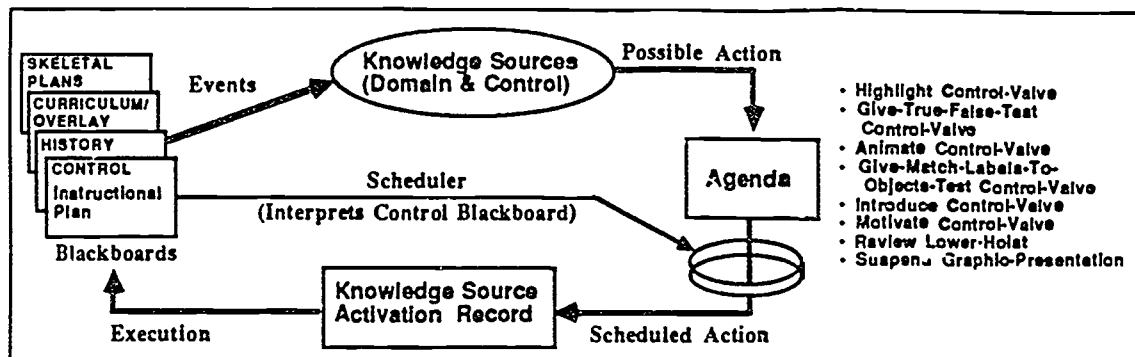 SKELETAL
PLANS
CURRICULUM/
OVERLAY
HISTORY
CONTROL
Instructional
Plan
Blackboards
Events
Knowledge Sources
(Domain & Control)
Possible Action
Scheduler
(Interprets Control Blackboard)
Agenda
• Highlight Control-Valve
• Give-True-False-Test
Control-Valve
• Animate Control-Valve
• Give-Match-Labels-To-
Objects-Test Control-Valve
• Introduce Control-Valve
• Motivate Control-Valve
• Review Lower-Hoist
• Suspend Graphic-Presentation
Knowledge Source
Activation Record
Execution
Scheduled Action